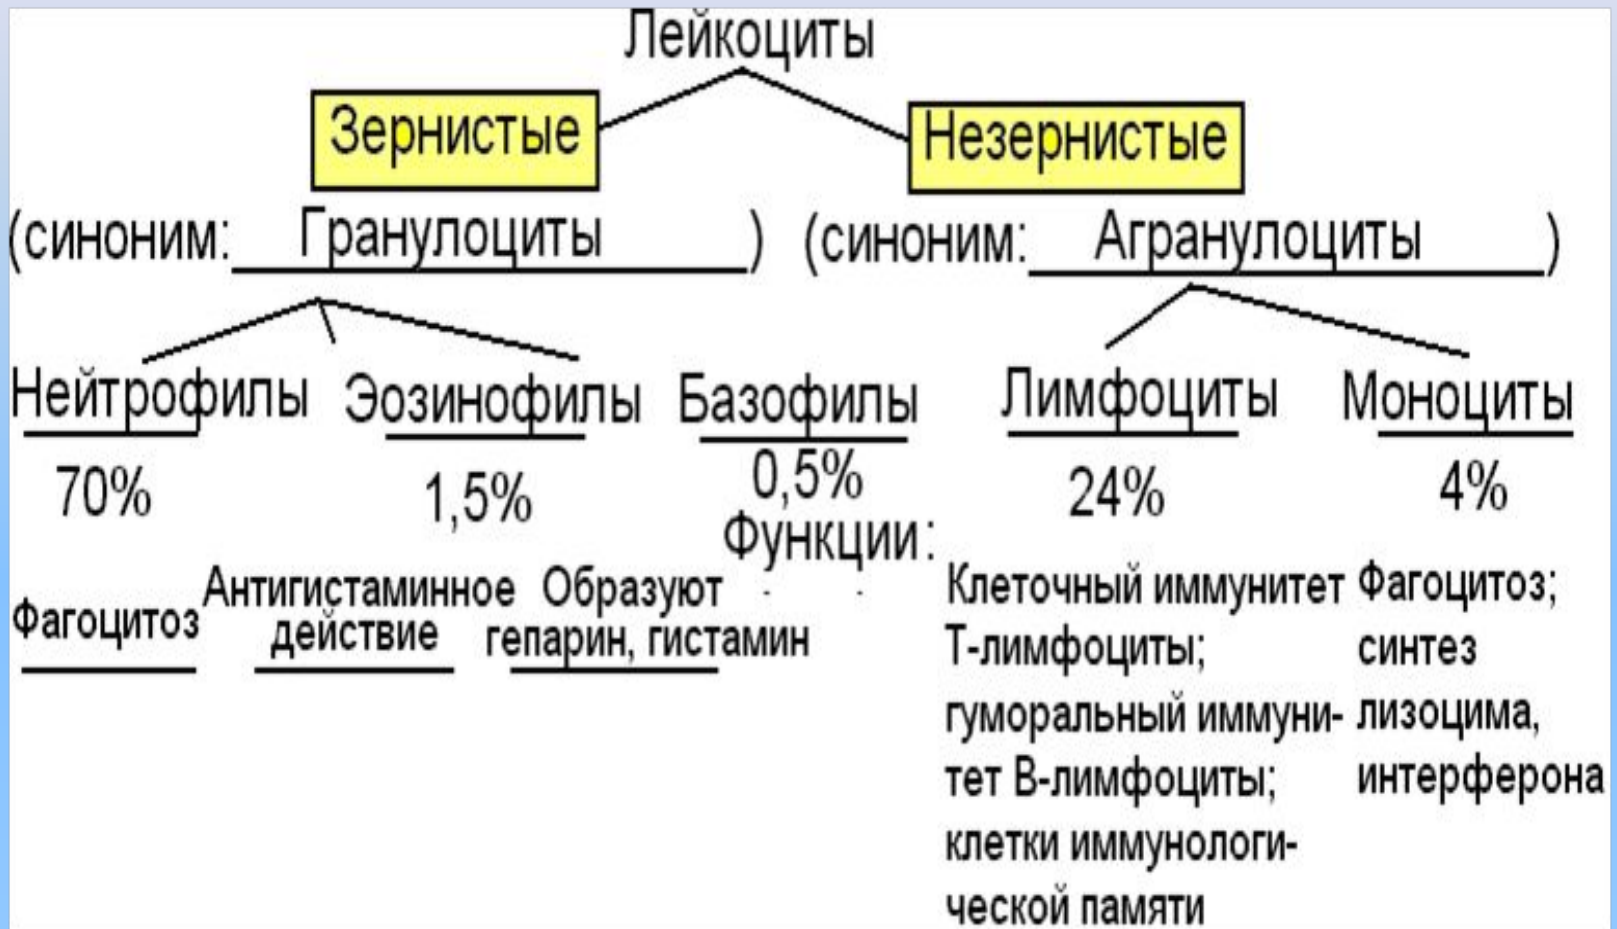 Лейкоциты
Зернистые Незернистые
(синоним: Гранулоциты ) (синоним: Агранулоциты )
Нейтрофилы Эозинофилы Базофилы Лимфоциты Моноциты
70% 1,5% 0,5% 24% 4%
Функции:
Фагоцитоз
Антигистаминное
действие
Образуют
гепарин, гистамин
Клеточный иммунитет
Т-лимфоциты;
гуморальный иммуни-
тет В-лимфоциты;
клетки иммунологи-
ческой памяти
Фагоцитоз;
синтез
лизоцима,
интерферона